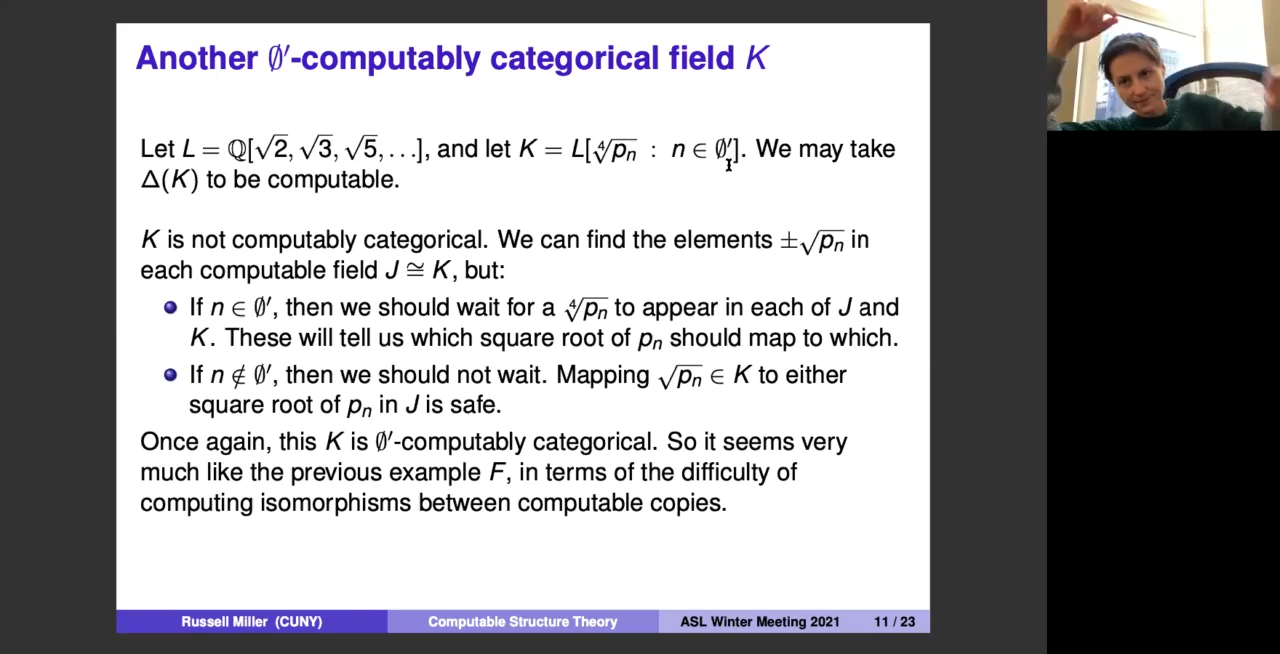 Another ∅′-computably categorical field K
Let L = ℚ[√2, √3, √5, . . .], and let K = L[∜pₙ : n ∈ ∅′]. We may take
Δ(K) to be computable.
K is not computably categorical. We can find the elements ±√pₙ in
each computable field J ≅ K, but:
If n ∈ ∅′, then we should wait for a ∜pₙ to appear in each of J and
K. These will tell us which square root of pₙ should map to which.
If n ∉ ∅′, then we should not wait. Mapping √pₙ ∈ K to either
square root of pₙ in J is safe.
Once again, this K is ∅′-computably categorical. So it seems very
much like the previous example F, in terms of the difficulty of
computing isomorphisms between computable copies.
Russell Miller (CUNY) Computable Structure Theory ASL Winter Meeting 2021 11 / 23